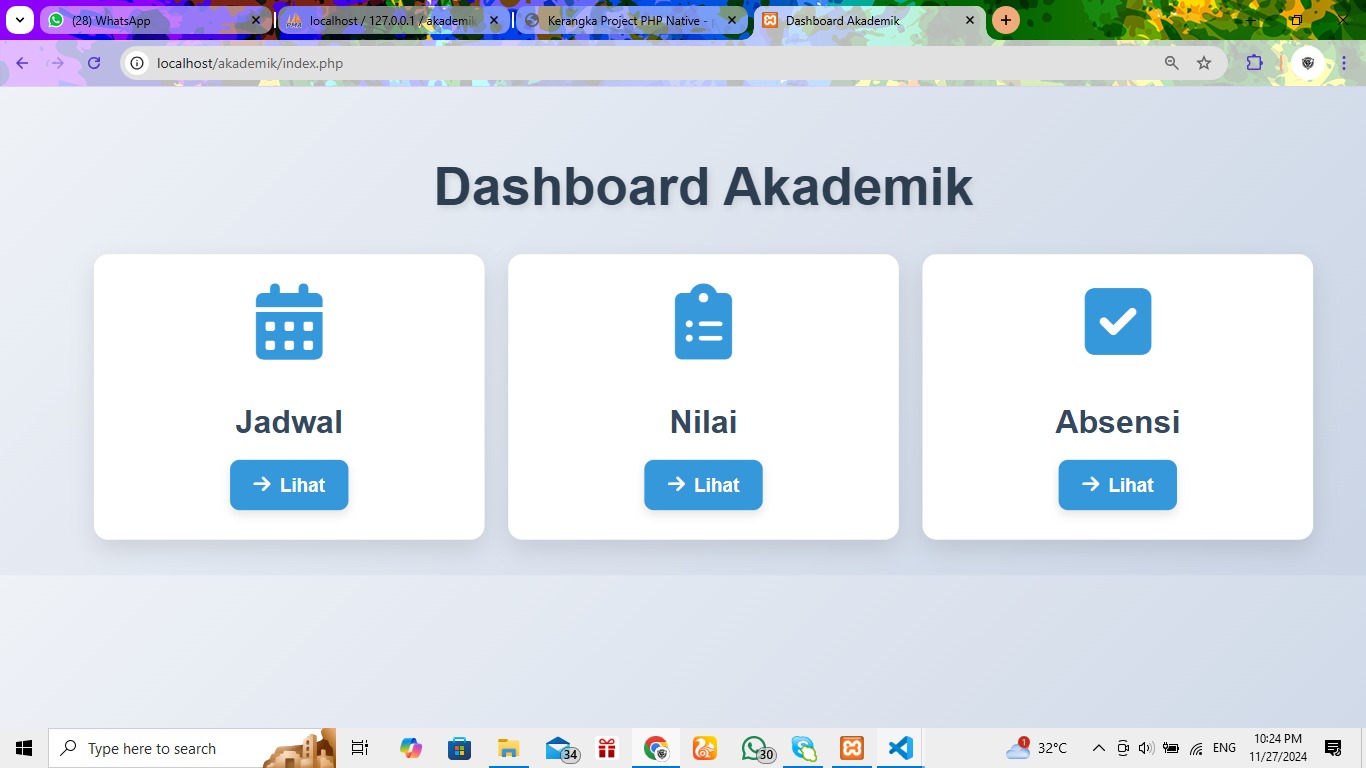 (28) WhatsApp
localhost / 127.0.0.1 / akademik
Kerangka Project PHP Native -
Dashboard Akademik
localhost/akademik/index.php
Dashboard Akademik
Jadwal
Nilai
Absensi
Lihat
Lihat
Lihat
Type here to search
34
30
1
32°C
ENG
10:24 PM
11/27/2024